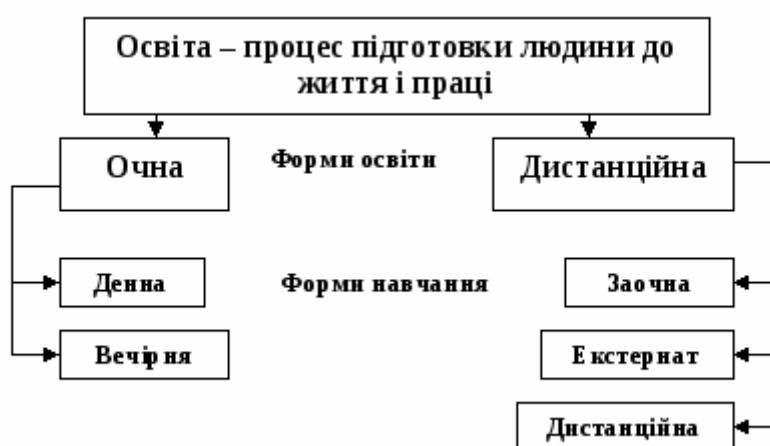 Освіта – процес підготовки людини до
життя і праці
Очна
Форми освіти
Дистанційна
Денна
Форми навчання
Заочна
Вечірня
Екстернат
Дистанційна